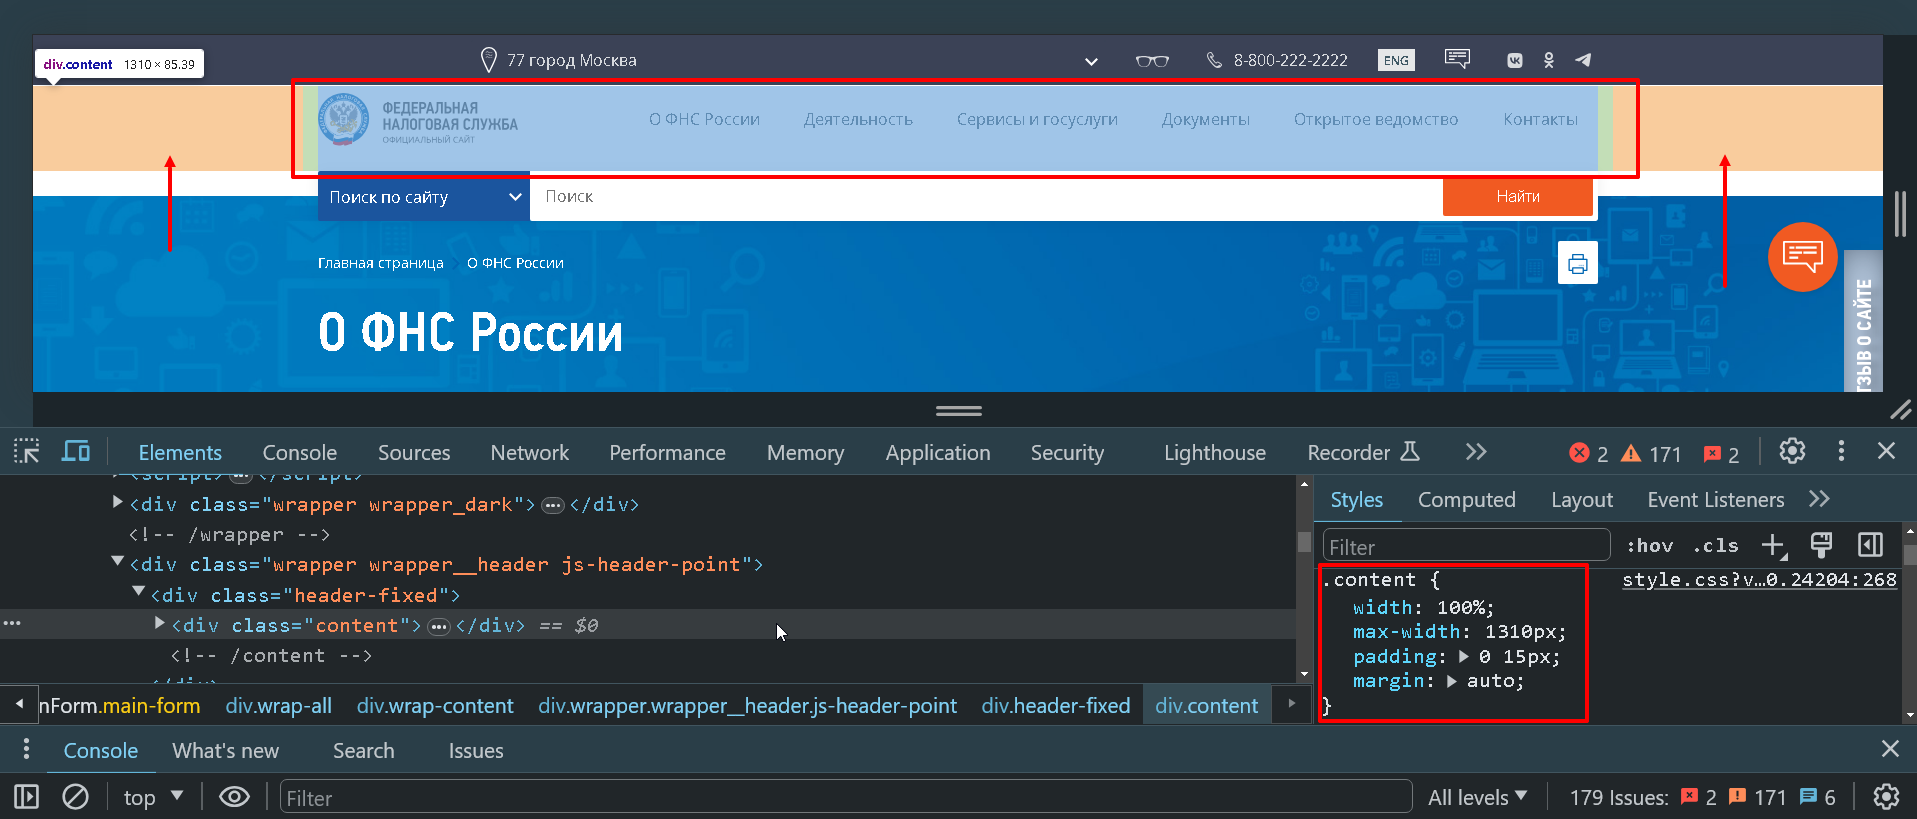 77 город Москва
8-800-222-2222
ENG
div.content 1310 × 85.39
ФЕДЕРАЛЬНАЯ
НАЛОГОВАЯ СЛУЖБА
ОФИЦИАЛЬНЫЙ САЙТ
О ФНС России
Деятельность
Сервисы и госуслуги
Документы
Открытое ведомство
Контакты
Поиск по сайту
Поиск
Найти
Главная страница
О ФНС России
О ФНС России
ТЗЫВ О САЙТЕ
Elements Console Sources Network Performance Memory Application Security Lighthouse Recorder 2 171 2
<script> … </script>
<div class="wrapper wrapper_dark"> … </div>
<!-- /wrapper -->
<div class="wrapper wrapper__header js-header-point">
<div class="header-fixed">
… <div class="content"> … </div> == $0
<!-- /content -->
</div>
nForm.main-form div.wrap-all div.wrap-content div.wrapper.wrapper__header.js-header-point div.header-fixed div.content
Styles Computed Layout Event Listeners
Filter :hov .cls
.content { style.css?v…0.24204:268
width: 100%;
max-width: 1310px;
padding: 0 15px;
margin: auto;
}
Console What's new Search Issues
top Filter All levels 179 Issues: 2 171 6